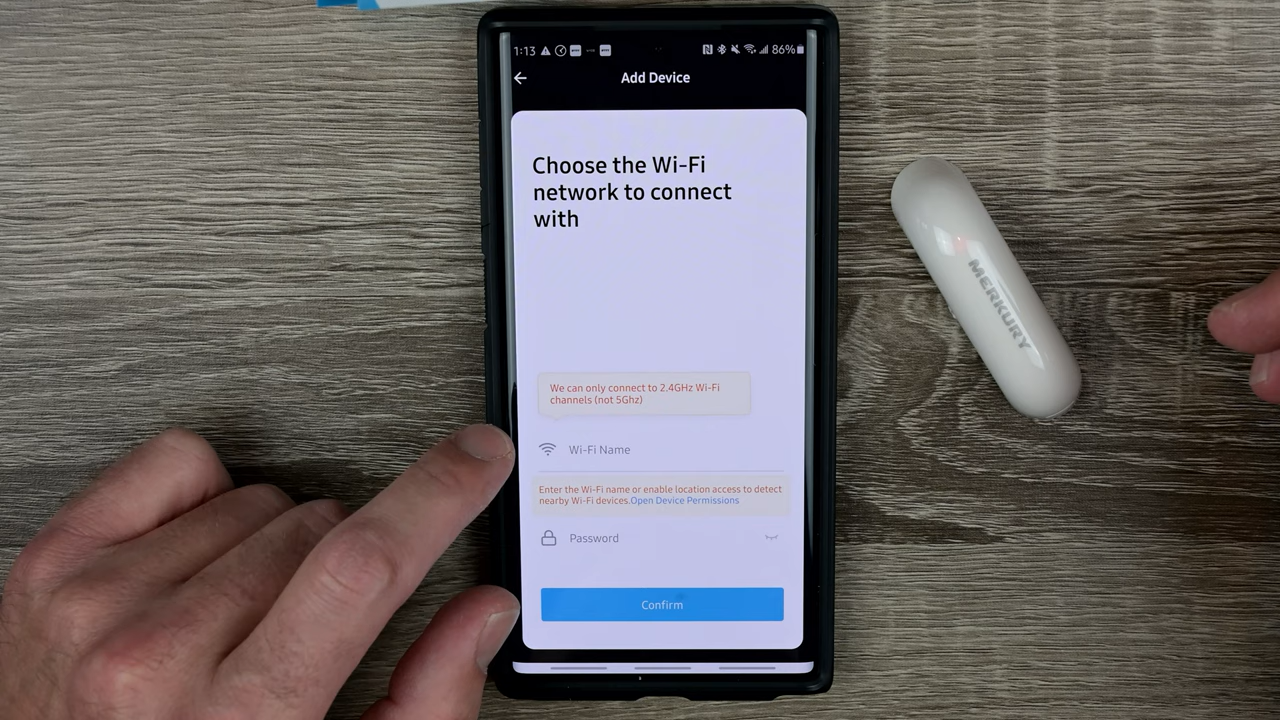 1:13 86%
Add Device
Choose the Wi-Fi
network to connect
with
We can only connect to 2.4GHz Wi-Fi
channels (not 5Ghz)
Wi-Fi Name
Enter the Wi-Fi name or enable location access to detect
nearby Wi-Fi devices.Open Device Permissions
Password
Confirm
MERKURY